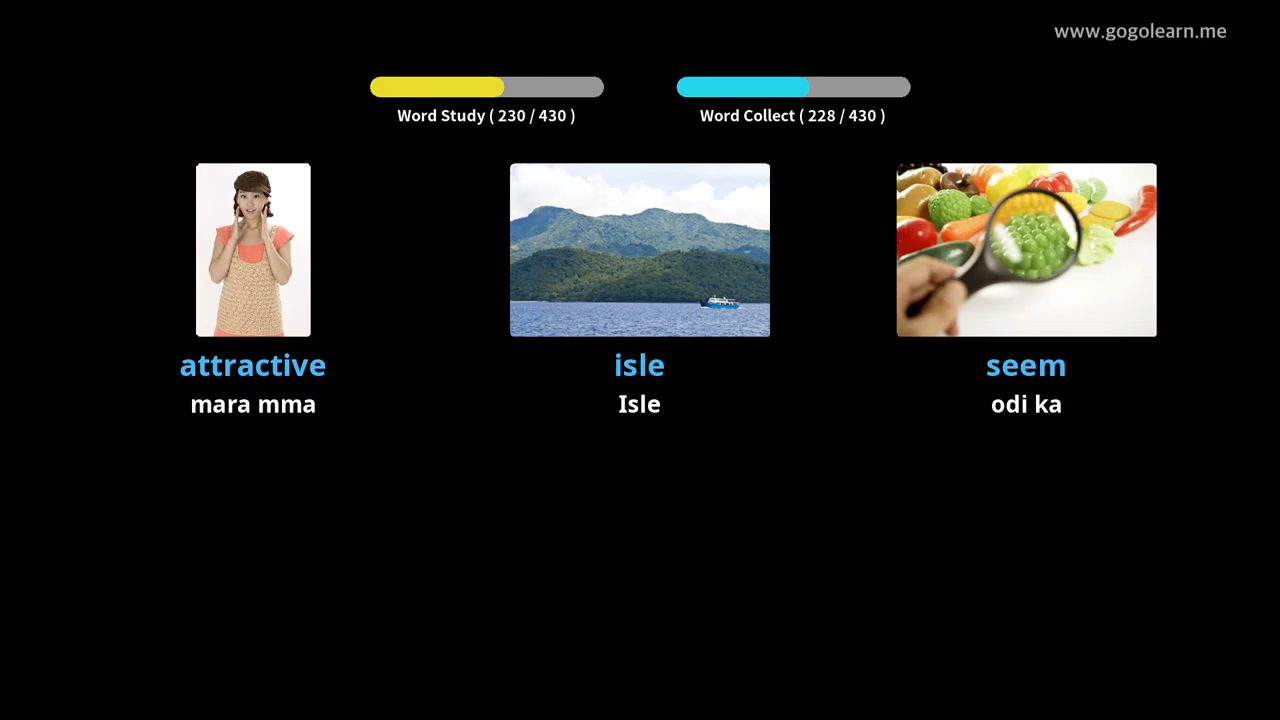 www.gogolearn.me
Word Study ( 230 / 430 )
Word Collect ( 228 / 430 )
attractive
mara mma
isle
Isle
seem
odi ka